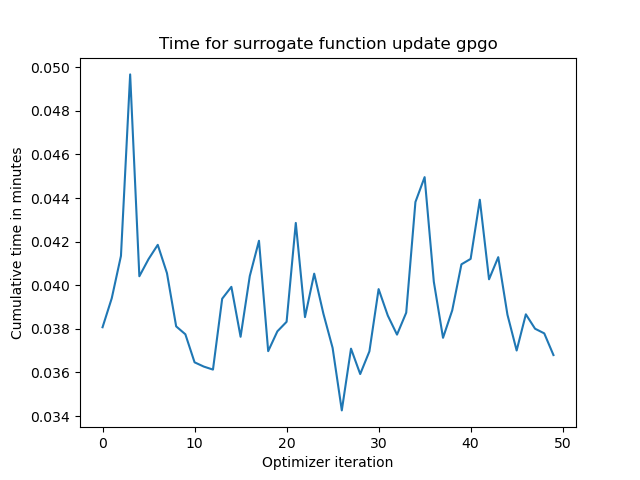 Time for surrogate function update gpgo
Cumulative time in minutes
0.050
0.048
0.046
0.044
0.042
0.040
0.038
0.036
0.034
0 10 20 30 40 50
Optimizer iteration